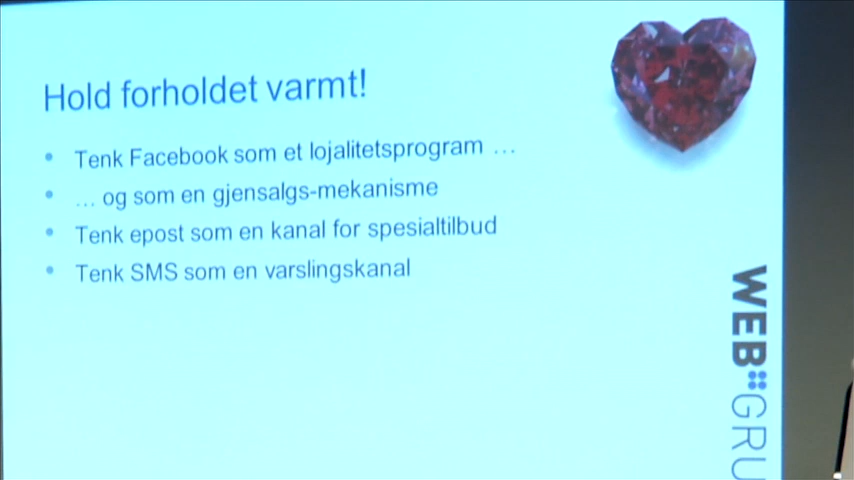 Hold forholdet varmt!
• Tenk Facebook som et lojalitetsprogram …
• … og som en gjensalgs-mekanisme
• Tenk epost som en kanal for spesialtilbud
• Tenk SMS som en varslingskanal
WEB GRU